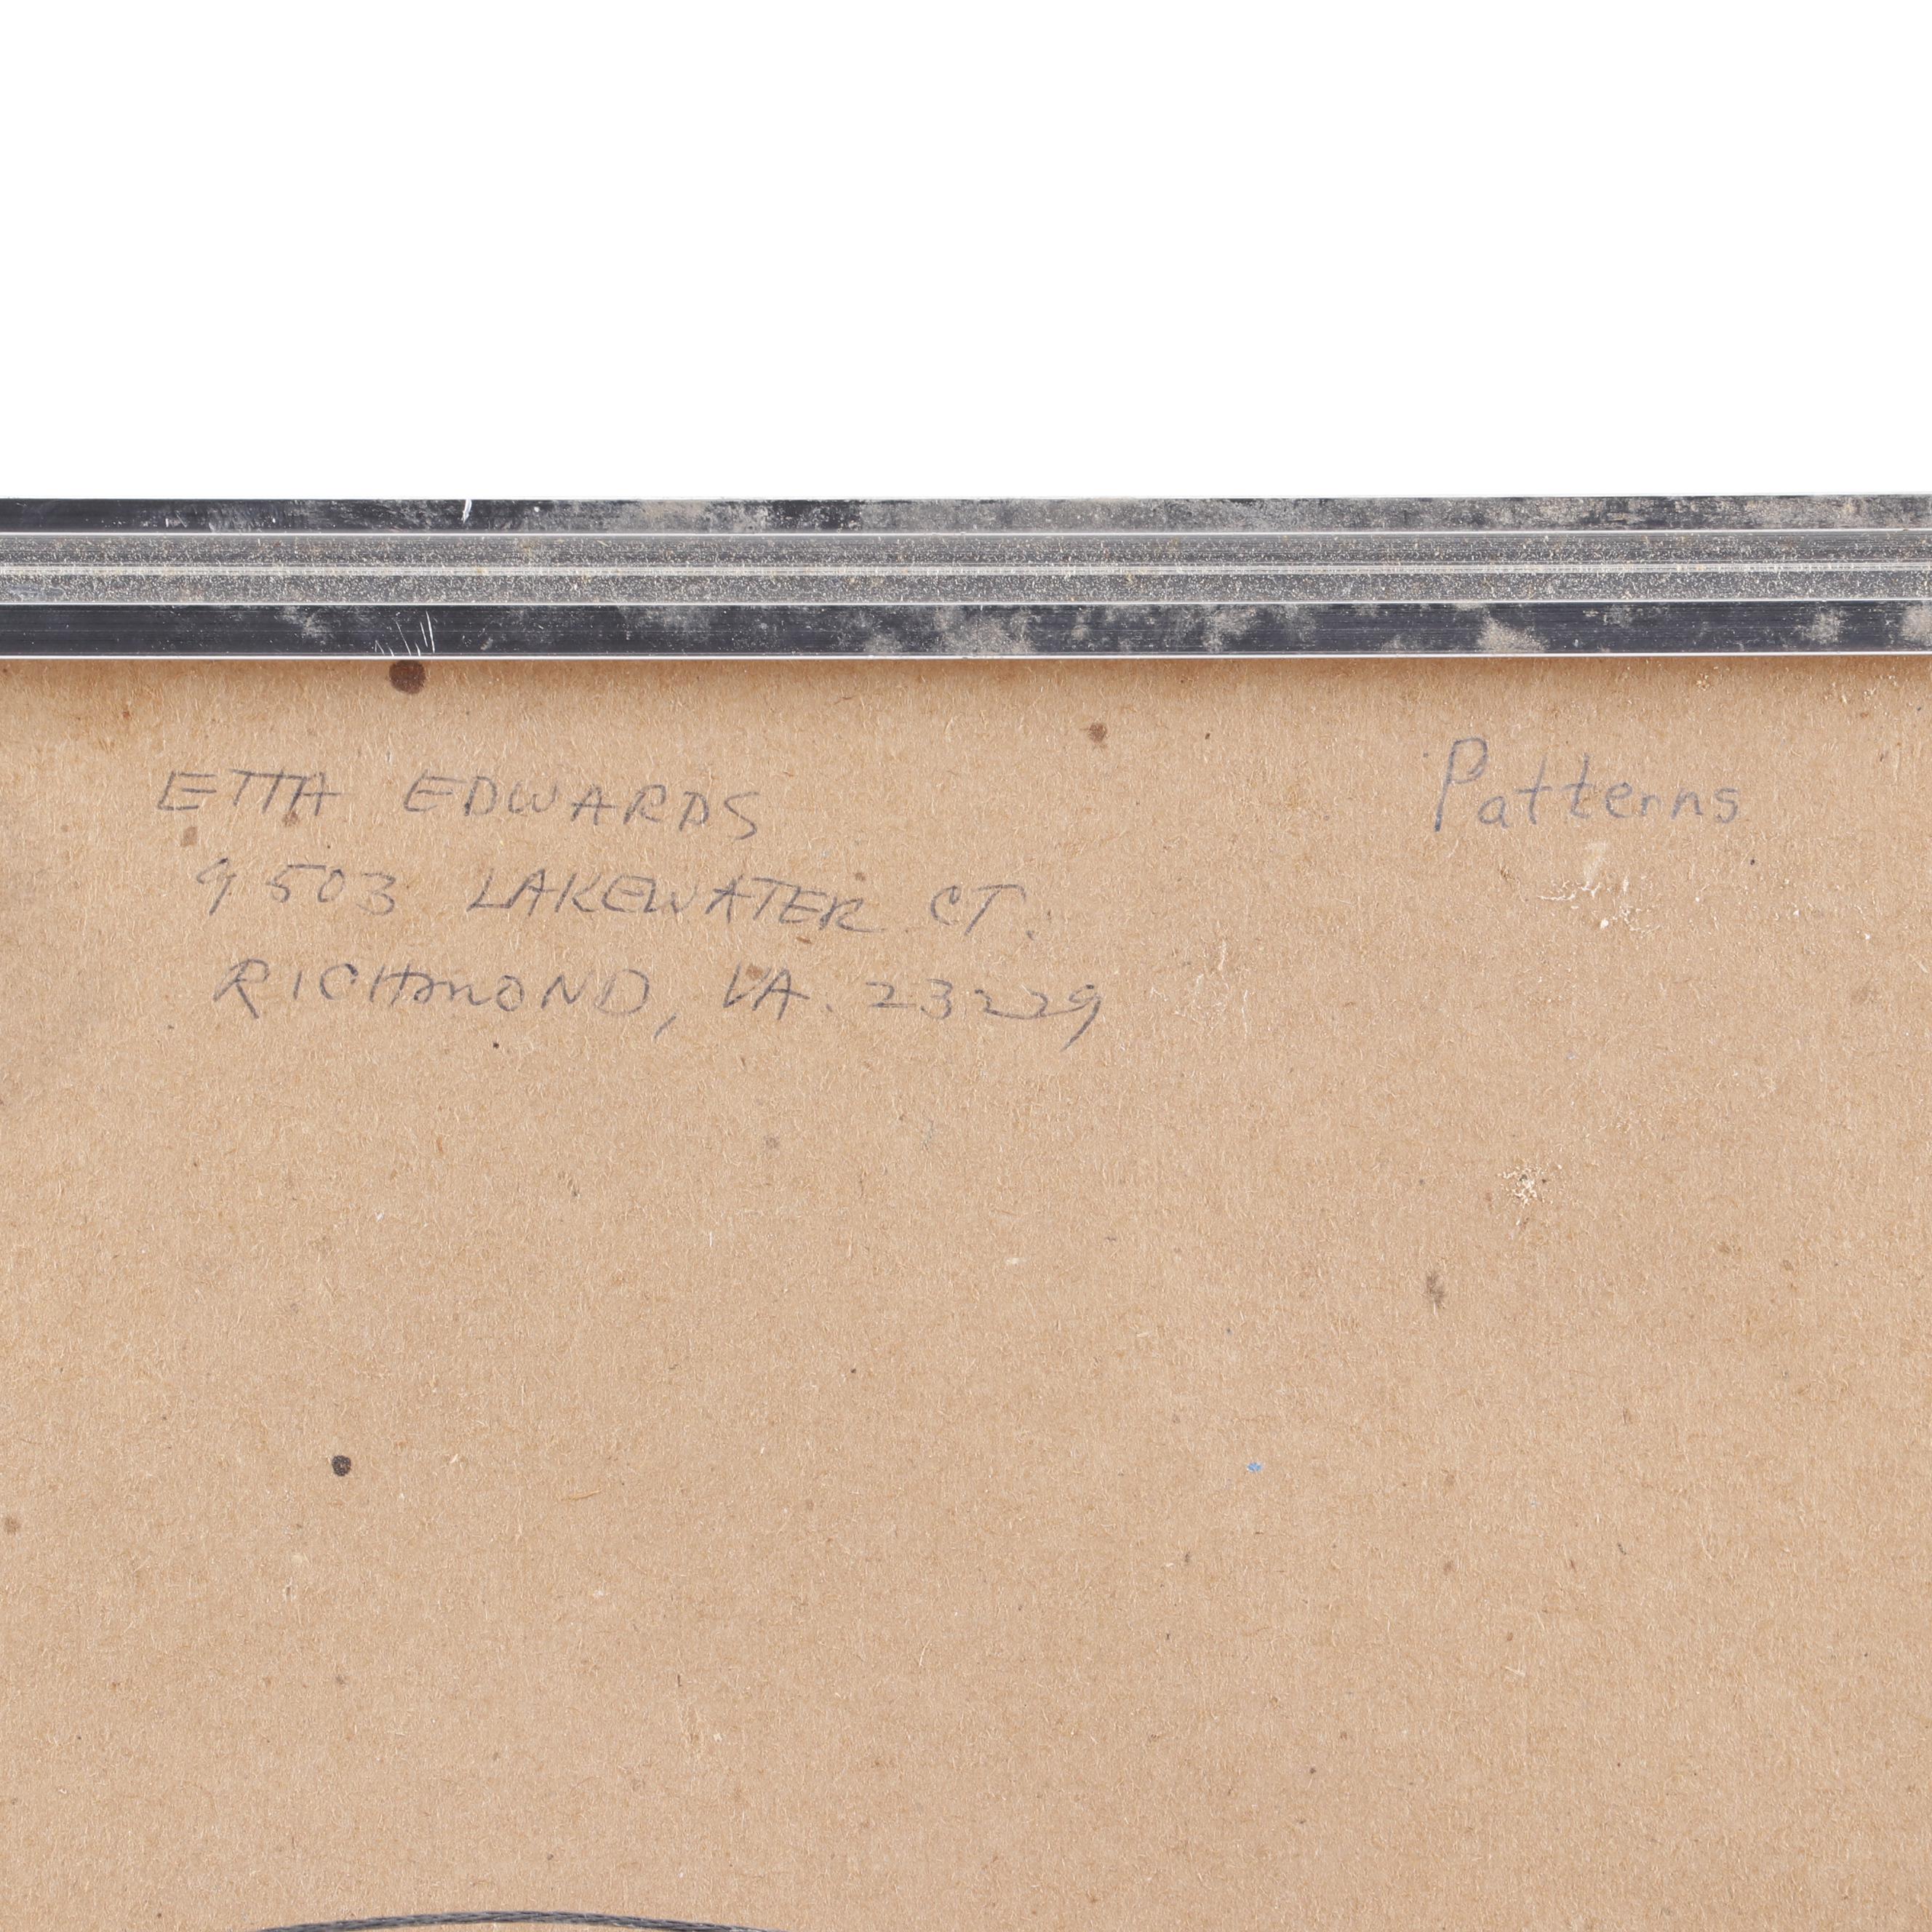 ETTA EDWARDS
9503 LAKEWATER CT.
RICHMOND, VA. 23229
Patterns